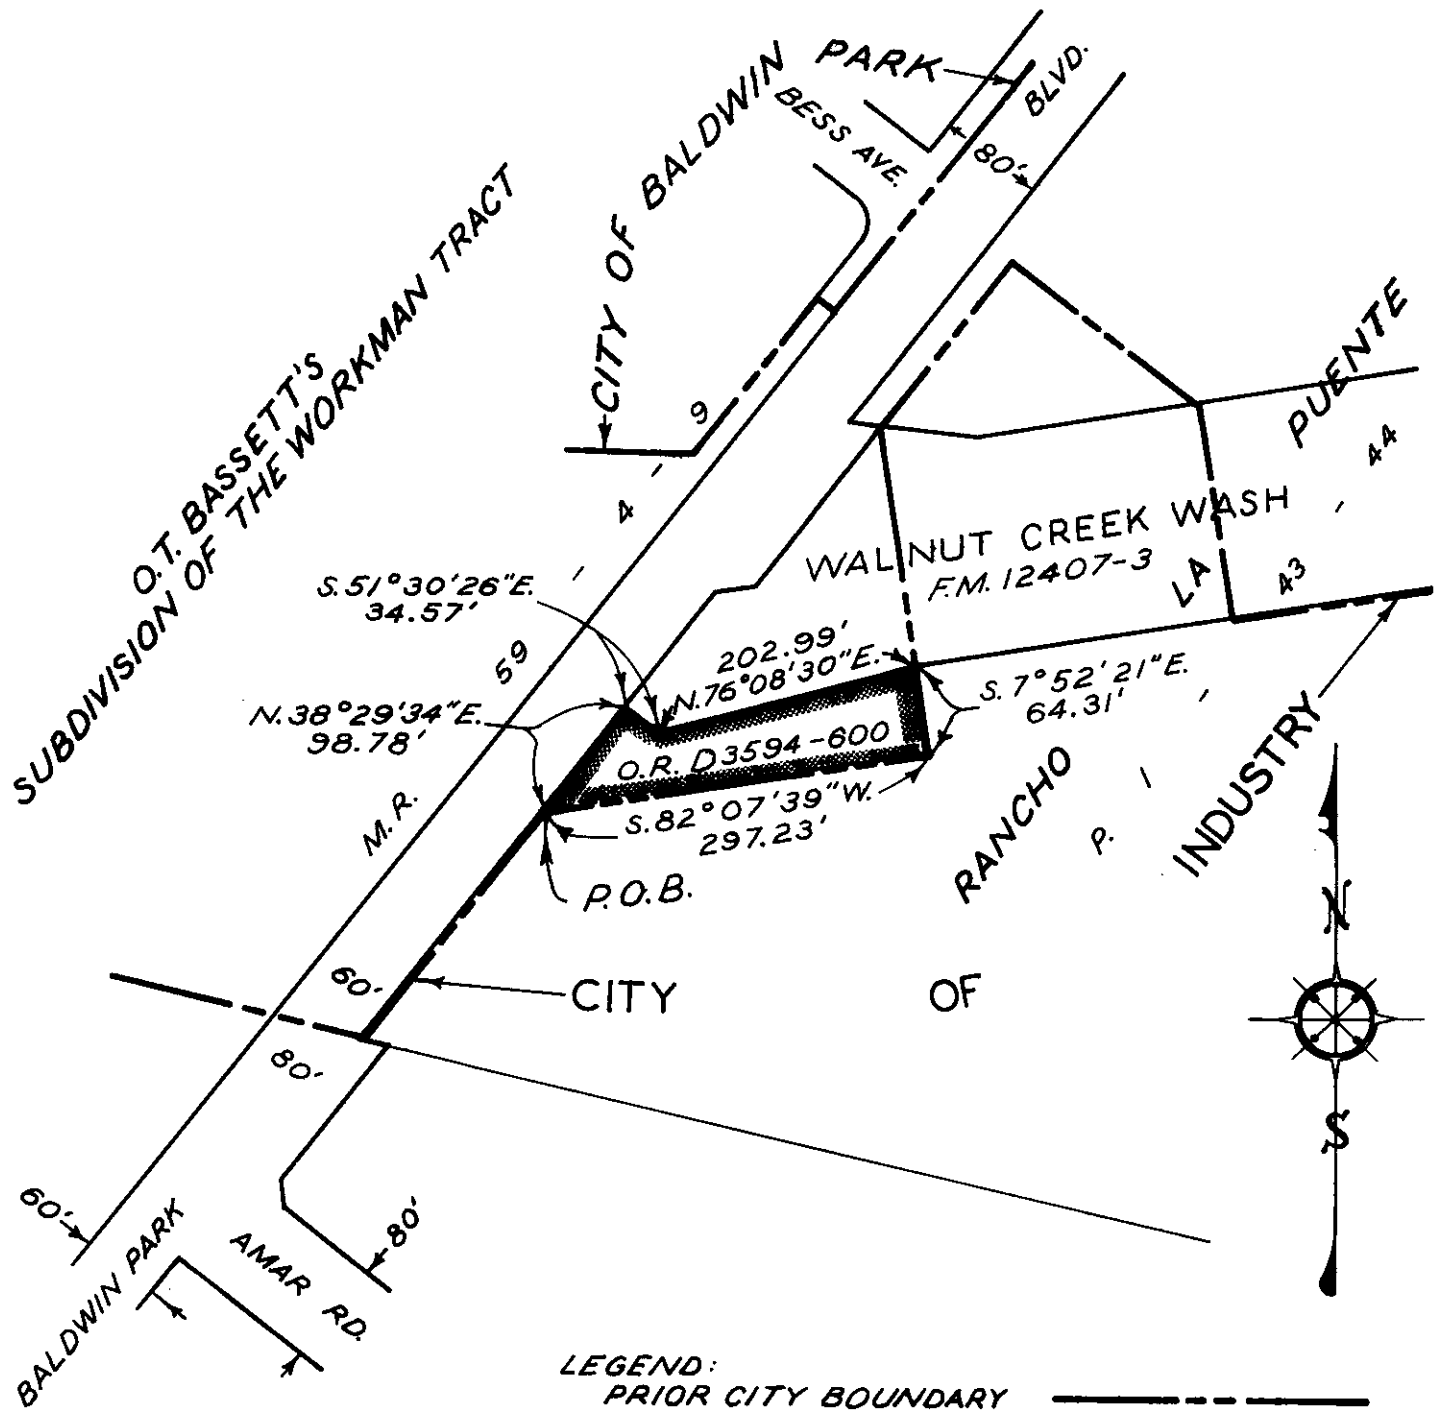 CITY OF BALDWIN PARK
BESS AVE.
BLVD.
80'
O.T. BASSETT'S
SUBDIVISION OF THE WORKMAN TRACT
M.R. 59 - 4 - 9
PUENTE
WALNUT CREEK WASH
F.M. 12407-3
LA
43 - 44
S.51°30'26"E.
34.57'
202.99'
N.76°08'30"E.
S.7°52'21"E.
64.31'
N.38°29'34"E.
98.78'
O.R. D3594-600
S.82°07'39"W.
297.23'
P.O.B.
RANCHO
P.
INDUSTRY
N
CITY OF
60'
80'
S
60'
80'
BALDWIN PARK
AMAR RD.
LEGEND:
PRIOR CITY BOUNDARY